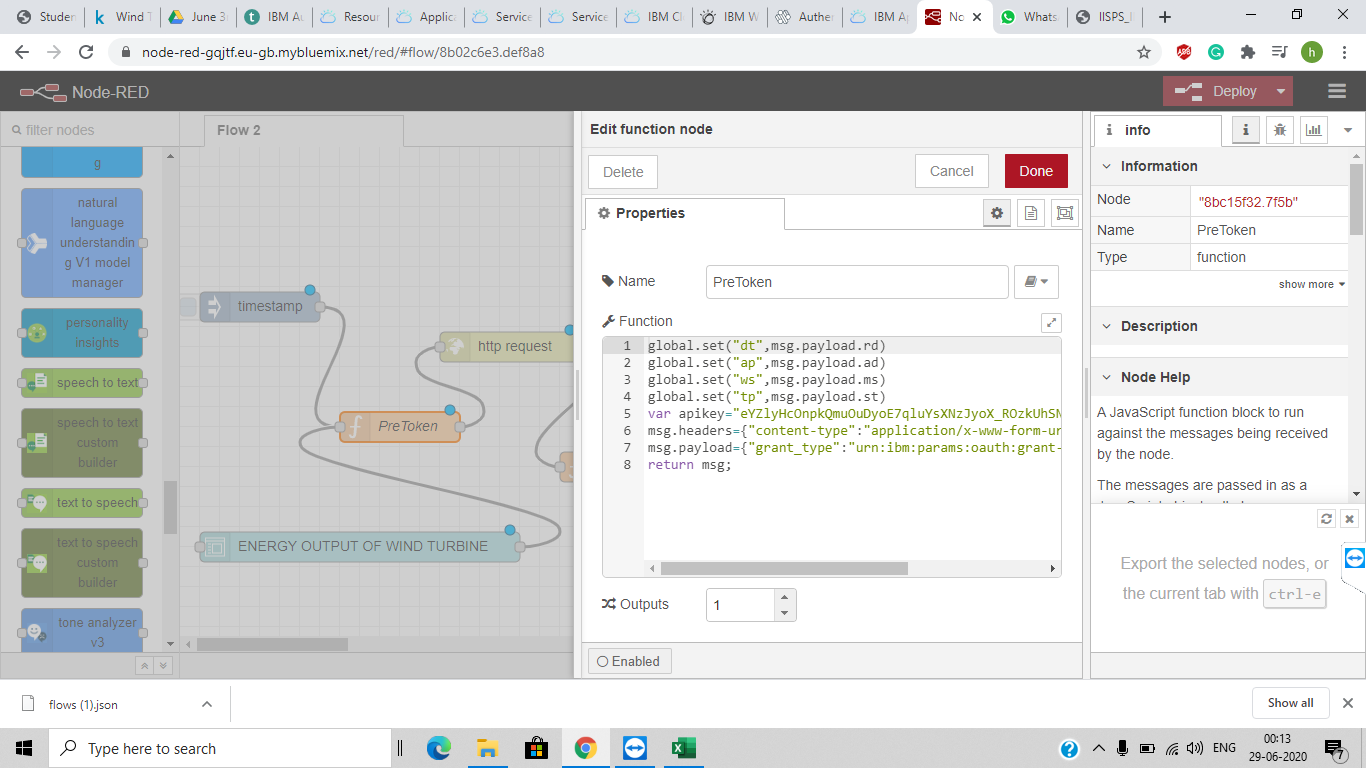 Studen
Wind T
June 3
IBM Au
Resour
Applica
Service
Service
IBM Cl
IBM W
Authen
IBM Ap
No
Whats
IISPS_I
node-red-gqjtf.eu-gb.mybluemix.net/red/#flow/8b02c6e3.def8a8
ABP
G
h
Node-RED
Deploy
filter nodes
Flow 2
g
natural
language
understandin
g V1 model
manager
personality
insights
speech to text
speech to text
custom
builder
text to speech
text to speech
custom
builder
tone analyzer
v3
timestamp
http request
PreToken
ENERGY OUTPUT OF WIND TURBINE
Edit function node
Delete
Cancel
Done
Properties
Name
PreToken
Function
1 global.set("dt",msg.payload.rd)
2 global.set("ap",msg.payload.ad)
3 global.set("ws",msg.payload.ms)
4 global.set("tp",msg.payload.st)
5 var apikey="eYZlyHcOnpkQmuOuDyoE7qluYsXNzJyoX_ROzkUhSN
6 msg.headers={"content-type":"application/x-www-form-ur
7 msg.payload={"grant_type":"urn:ibm:params:oauth:grant-
8 return msg;
Outputs
1
Enabled
info
Information
Node "8bc15f32.7f5b"
Name PreToken
Type function
show more
Description
Node Help
A JavaScript function block to run
against the messages being received
by the node.
The messages are passed in as a
Export the selected nodes, or
the current tab with ctrl-e
flows (1).json
Show all
Type here to search
ENG
00:13
29-06-2020
7